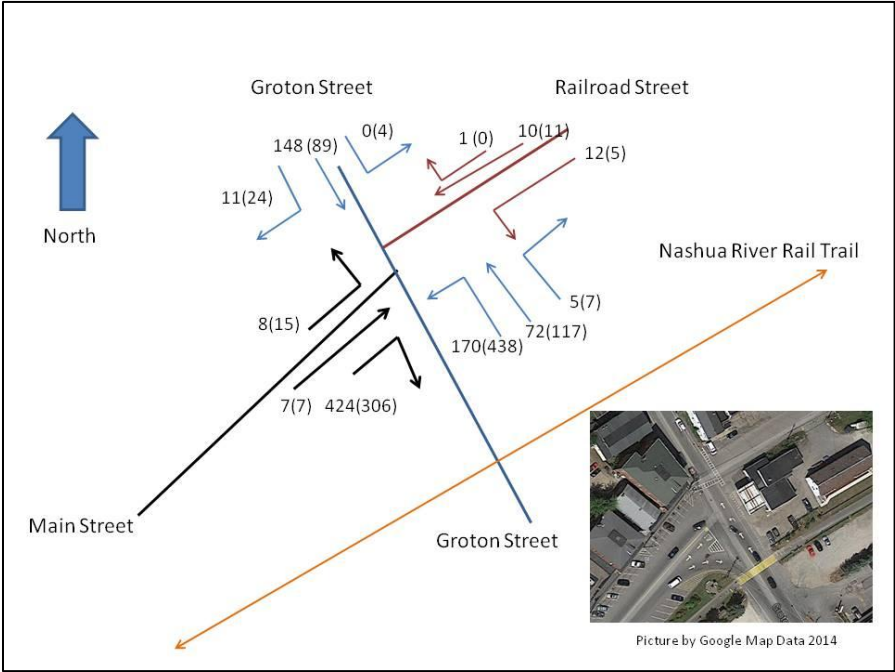 Groton Street
Railroad Street
0(4)
1 (0)
10(11)
148 (89)
12(5)
11(24)
North
Nashua River Rail Trail
5(7)
8(15)
72(117)
170(438)
7(7)
424(306)
Main Street
Groton Street
Picture by Google Map Data 2014